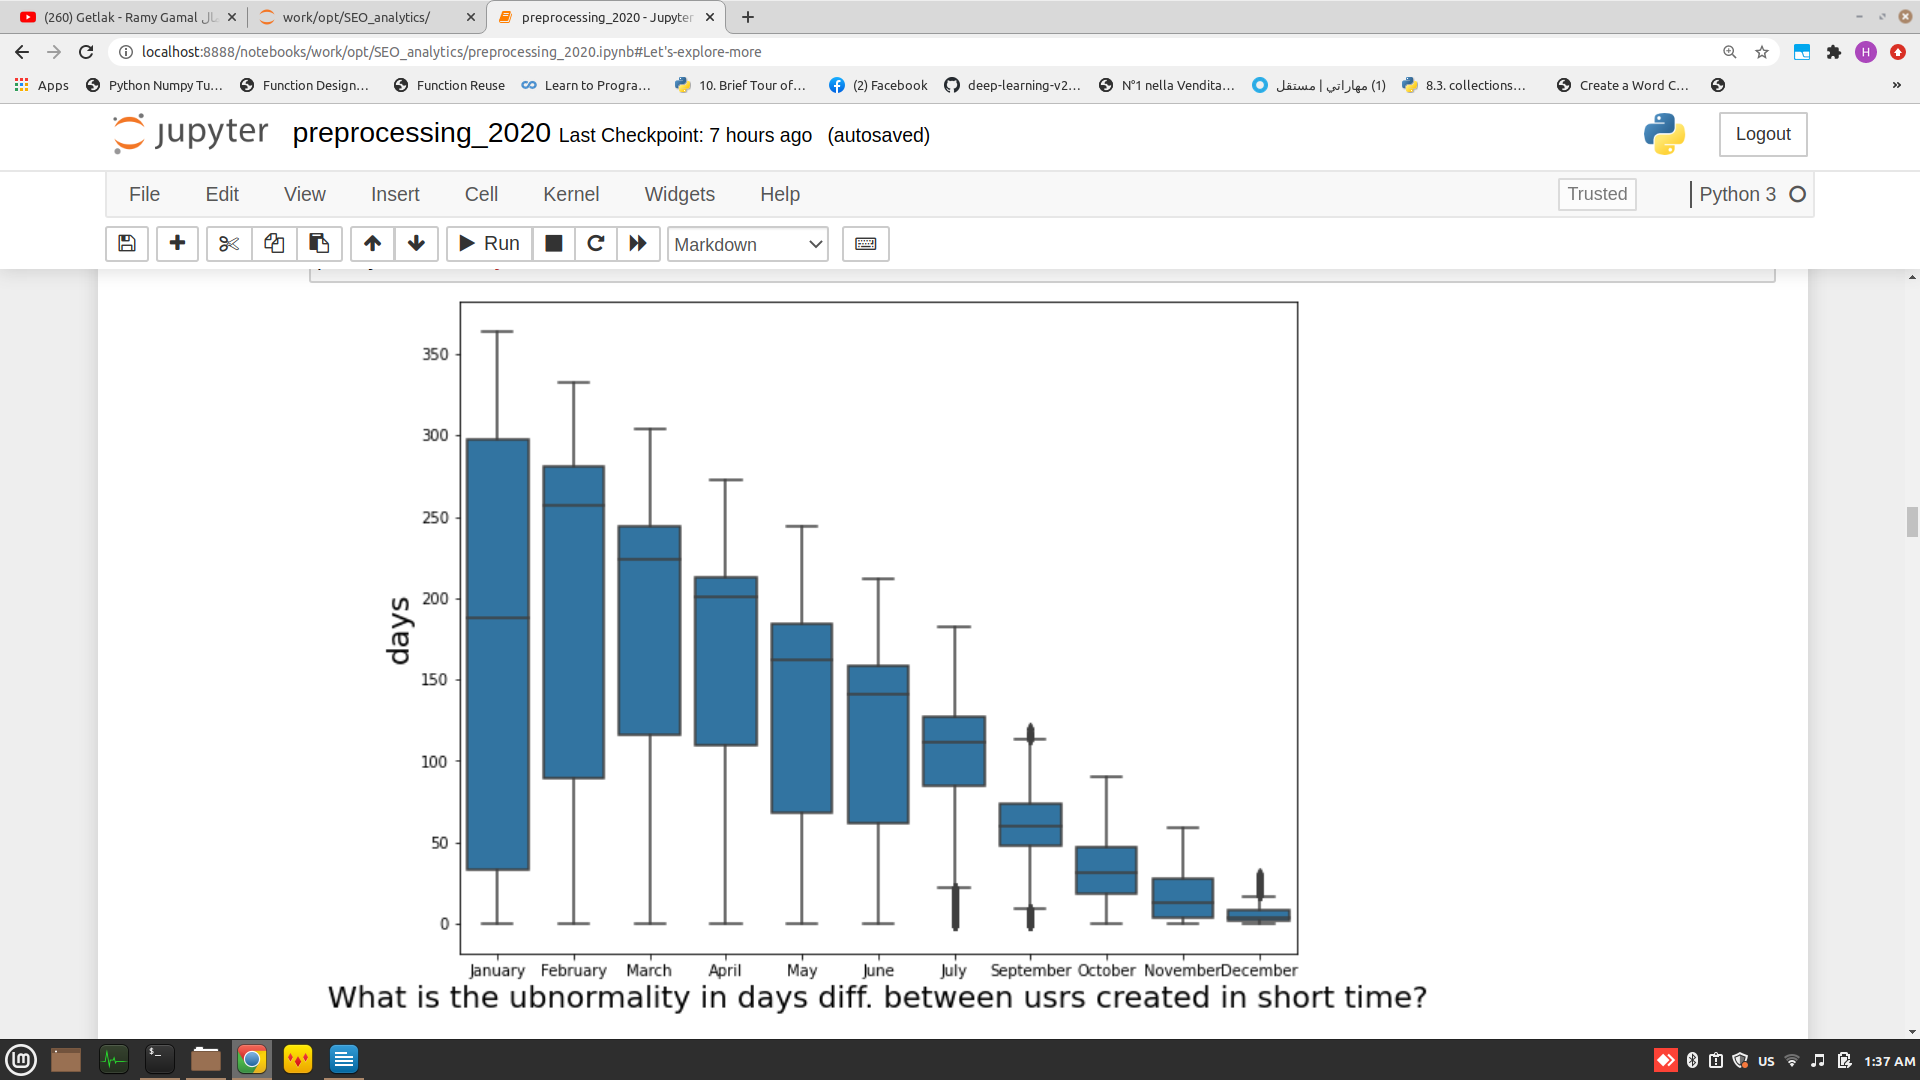 (260) Getlak - Ramy Gamal
work/opt/SEO_analytics/
preprocessing_2020 - Jupyter
localhost:8888/notebooks/work/opt/SEO_analytics/preprocessing_2020.ipynb#Let's-explore-more
H
Apps
Python Numpy Tu…
Function Design…
Function Reuse
Learn to Progra…
10. Brief Tour of…
(2) Facebook
deep-learning-v2…
N°1 nella Vendita…
(1) مهاراتي | مستقل
8.3. collections…
Create a Word C…
»
jupyter
preprocessing_2020 Last Checkpoint: 7 hours ago (autosaved)
Logout
File Edit View Insert Cell Kernel Widgets Help
Trusted
Python 3
Run
Markdown
350
300
250
200
150
100
50
0
days
January February March April May June July September October November December
What is the ubnormality in days diff. between usrs created in short time?
lm
$_
US
1:37 AM